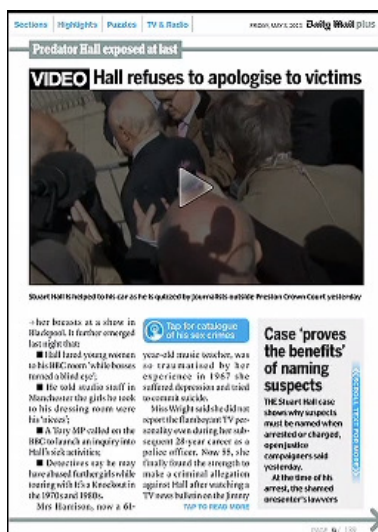 Sections Highlights Puzzles TV & Radio
FRIDAY, MAY 3, 2013 Daily Mail plus
Predator Hall exposed at last
VIDEO Hall refuses to apologise to victims
Stuart Hall is helped to his car as he is quizzed by journalists outside Preston Crown Court yesterday
her breasts at a show in
Blackpool. It further emerged
last night that:
■ Hall lured young women
to his BBC room 'while bosses
turned a blind eye';
■ He told studio staff in
Manchester the girls he took
to his dressing room were
his 'nieces';
■ A Tory MP called on the
BBC to launch an inquiry into
Hall's sick activities;
■ Detectives say he may
have abused further girls while
touring with It's a Knockout in
the 1970s and 1980s.
Mrs Harrison, now a 61-
Tap for catalogue
of his sex crimes
year-old music teacher, was
so traumatised by her
experience in 1967 she
suffered depression and tried
to commit suicide.
Miss Wright said she did not
report the flamboyant TV per-
sonality even during her sub-
sequent 28-year career as a
police officer. Now 55, she
finally found the strength to
make a criminal allegation
against Hall after watching a
TV news bulletin on the Jimmy
TAP TO READ MORE
Case 'proves
the benefits'
of naming
suspects
THE Stuart Hall case
shows why suspects
must be named when
arrested or charged,
open justice
campaigners said
yesterday.
At the time of his
arrest, the shamed
presenter's lawyers
SCROLL TEXT FOR MORE
PAGE 6/